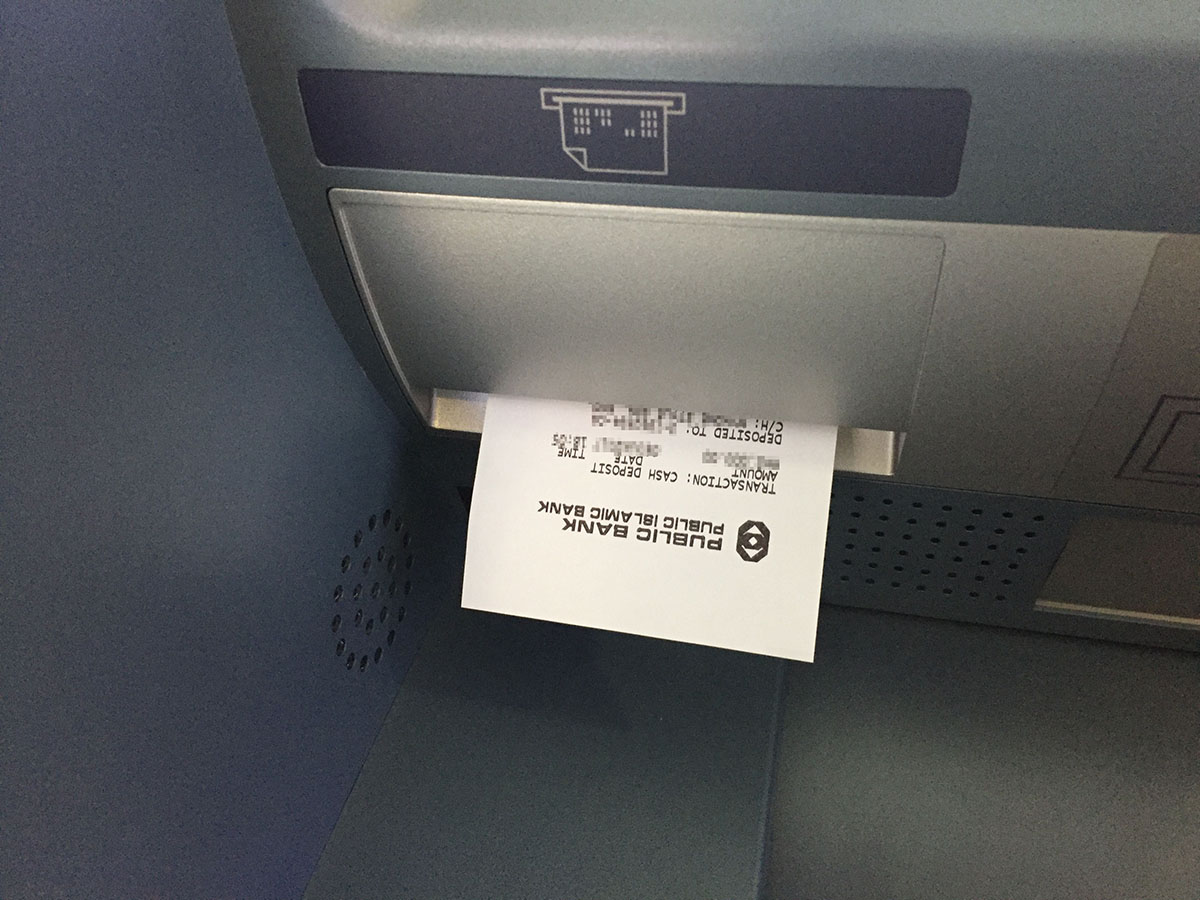 PUBLIC BANK
PUBLIC ISLAMIC BANK
TRANSACTION: CASH DEPOSIT
AMOUNT DATE TIME
18:05
DEPOSITED TO:
C/H: